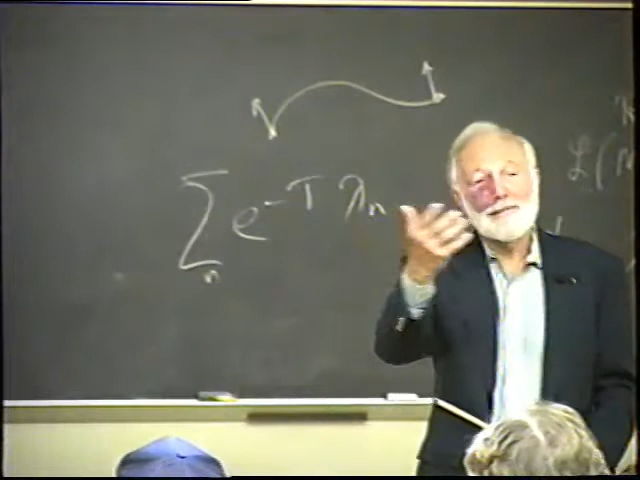 ∑ e^{-T λ_n}
n
L(